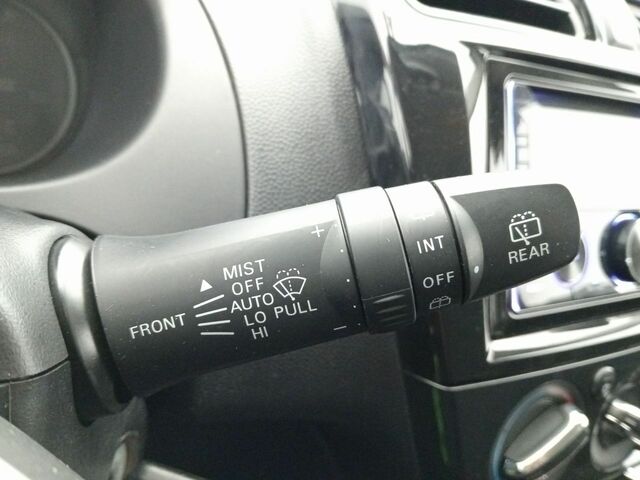 MIST
OFF
AUTO
FRONT LO PULL
HI
+
−
INT
OFF
REAR